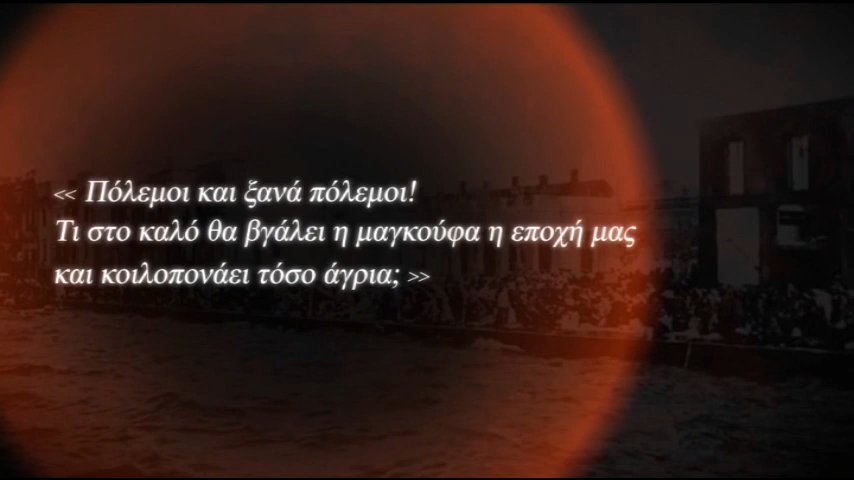 << Πόλεμοι και ξανά πόλεμοι!
Τι στο καλό θα βγάλει η μαγκούφα η εποχή μας
και κοιλοπονάει τόσο άγρια; >>